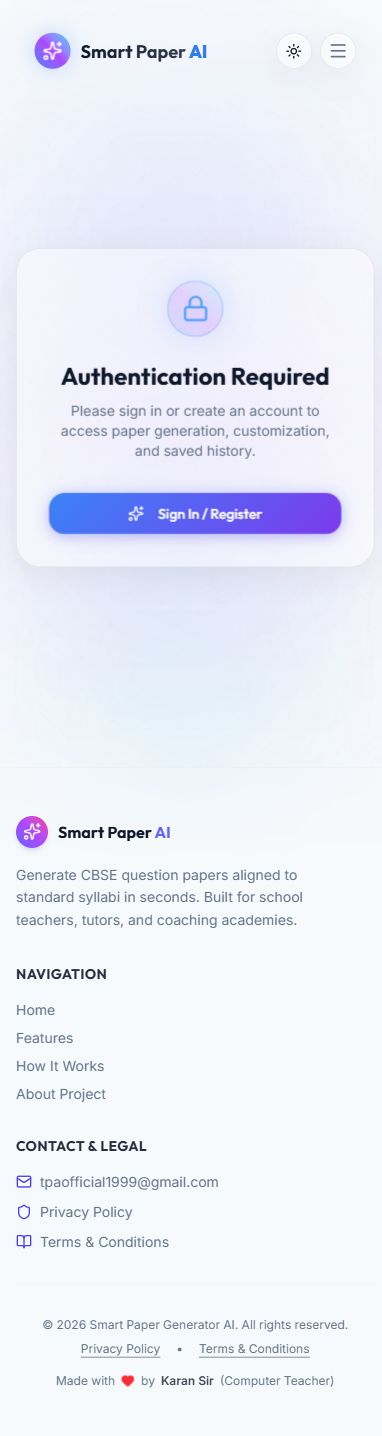 Smart Paper AI
Authentication Required
Please sign in or create an account to
access paper generation, customization,
and saved history.
Sign In / Register
Smart Paper AI
Generate CBSE question papers aligned to
standard syllabi in seconds. Built for school
teachers, tutors, and coaching academies.
NAVIGATION
Home
Features
How It Works
About Project
CONTACT & LEGAL
tpaofficial1999@gmail.com
Privacy Policy
Terms & Conditions
© 2026 Smart Paper Generator AI. All rights reserved.
Privacy Policy • Terms & Conditions
Made with ❤️ by Karan Sir (Computer Teacher)